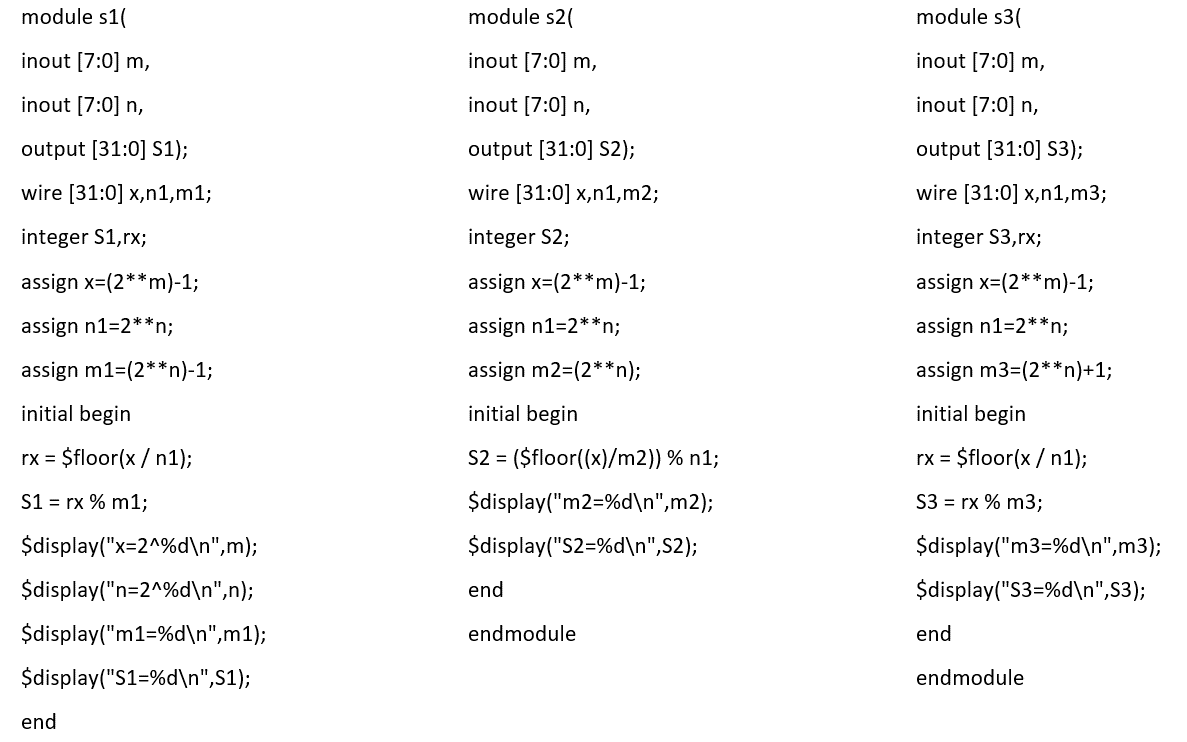 module s1(
inout [7:0] m,
inout [7:0] n,
output [31:0] S1);
wire [31:0] x,n1,m1;
integer S1,rx;
assign x=(2**m)-1;
assign n1=2**n;
assign m1=(2**n)-1;
initial begin
rx = $floor(x / n1);
S1 = rx % m1;
$display("x=2^%d\n",m);
$display("n=2^%d\n",n);
$display("m1=%d\n",m1);
$display("S1=%d\n",S1);
end
module s2(
inout [7:0] m,
inout [7:0] n,
output [31:0] S2);
wire [31:0] x,n1,m2;
integer S2;
assign x=(2**m)-1;
assign n1=2**n;
assign m2=(2**n);
initial begin
S2 = ($floor((x)/m2)) % n1;
$display("m2=%d\n",m2);
$display("S2=%d\n",S2);
end
endmodule
module s3(
inout [7:0] m,
inout [7:0] n,
output [31:0] S3);
wire [31:0] x,n1,m3;
integer S3,rx;
assign x=(2**m)-1;
assign n1=2**n;
assign m3=(2**n)+1;
initial begin
rx = $floor(x / n1);
S3 = rx % m3;
$display("m3=%d\n",m3);
$display("S3=%d\n",S3);
end
endmodule